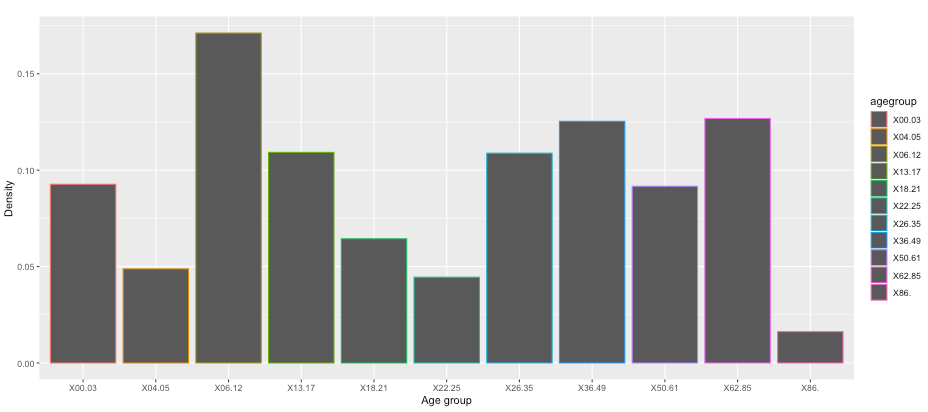 Density
0.15
0.10
0.05
0.00
X00.03 X04.05 X06.12 X13.17 X18.21 X22.25 X26.35 X36.49 X50.61 X62.85 X86.
Age group
agegroup
X00.03
X04.05
X06.12
X13.17
X18.21
X22.25
X26.35
X36.49
X50.61
X62.85
X86.